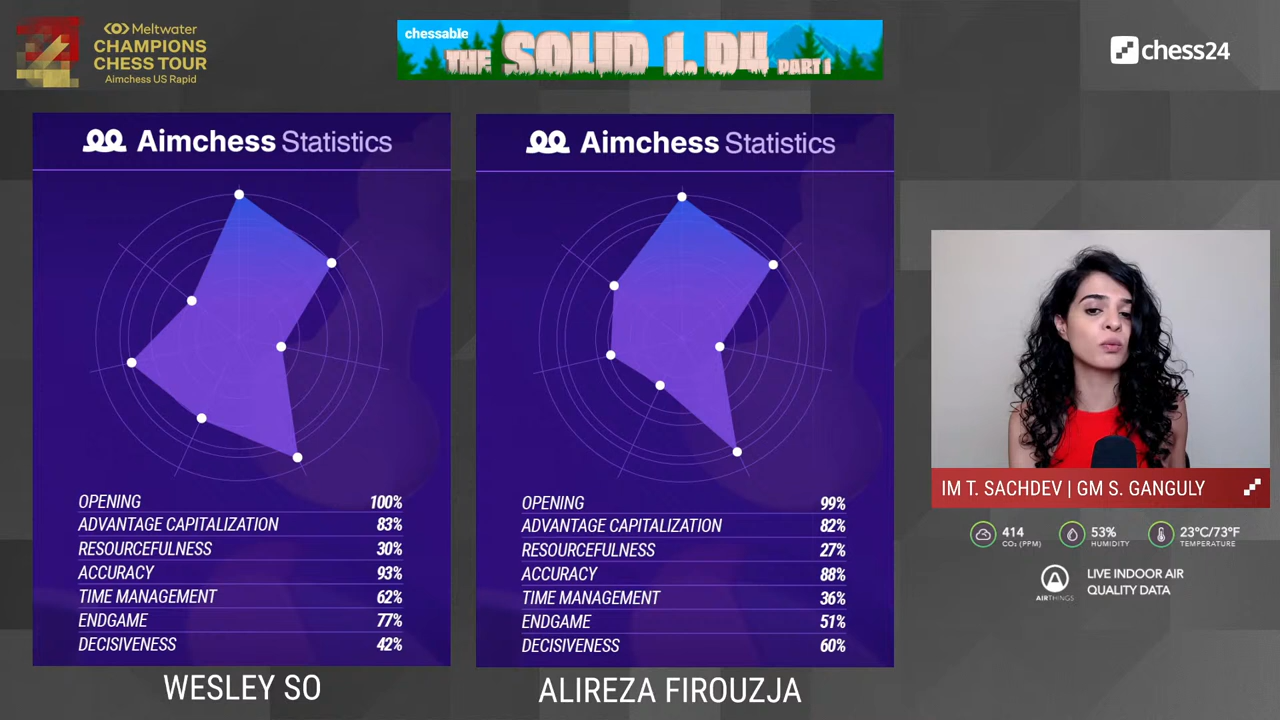 Meltwater
CHAMPIONS
CHESS TOUR
Aimchess US Rapid
chessable
THE SOLID 1. D4 PART 1
chess24
Aimchess Statistics
OPENING 100%
ADVANTAGE CAPITALIZATION 83%
RESOURCEFULNESS 30%
ACCURACY 93%
TIME MANAGEMENT 62%
ENDGAME 77%
DECISIVENESS 42%
WESLEY SO
Aimchess Statistics
OPENING 99%
ADVANTAGE CAPITALIZATION 82%
RESOURCEFULNESS 27%
ACCURACY 88%
TIME MANAGEMENT 36%
ENDGAME 51%
DECISIVENESS 60%
ALIREZA FIROUZJA
IM T. SACHDEV | GM S. GANGULY
414 53% 23°C/73°F
CO₂ (PPM) HUMIDITY TEMPERATURE
AIRTHINGS
LIVE INDOOR AIR
QUALITY DATA